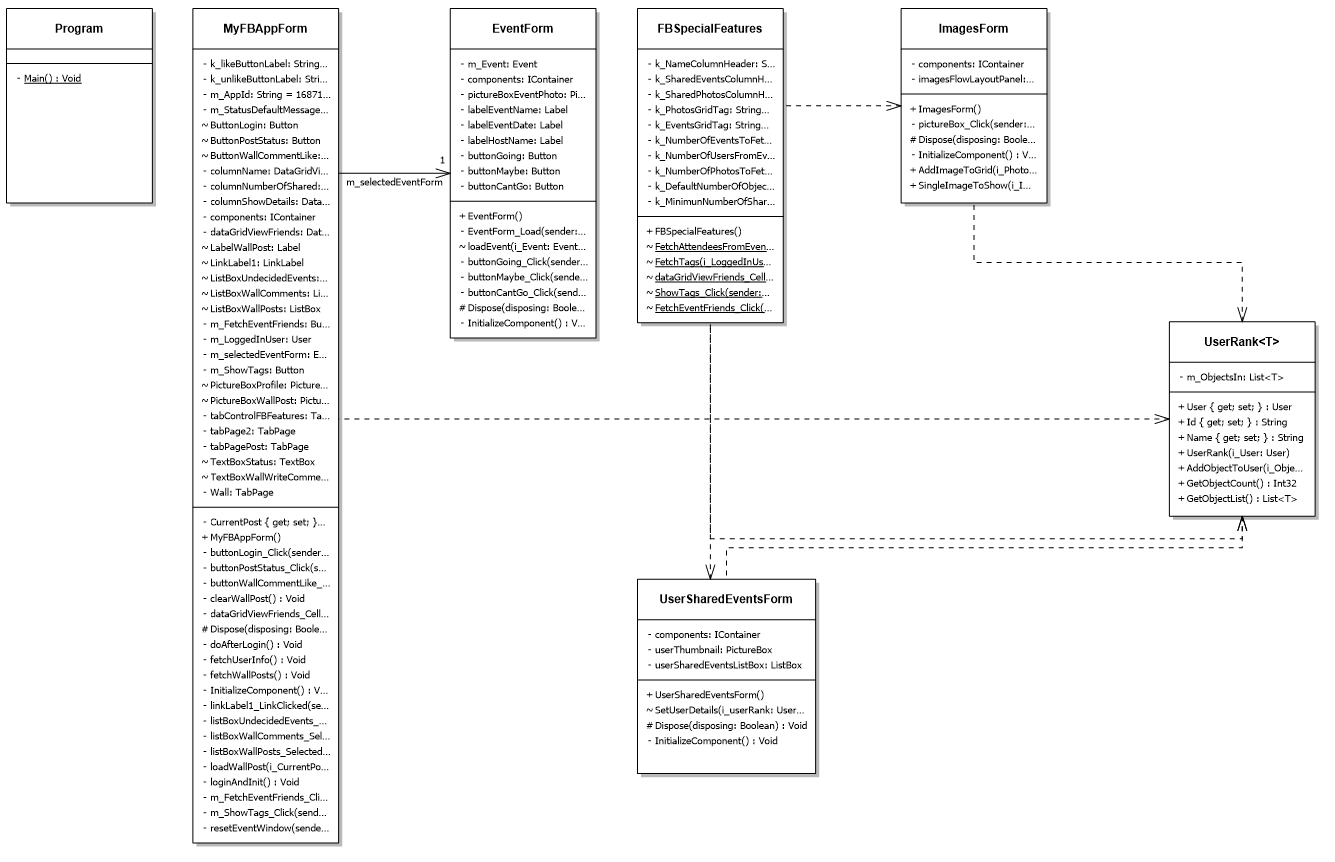 Program
- Main() : Void
MyFBAppForm
- k_likeButtonLabel: String...
- k_unlikeButtonLabel: Stri...
- m_AppId: String = 16871...
- m_StatusDefaultMessage...
~ ButtonLogin: Button
~ ButtonPostStatus: Button
~ ButtonWallCommentLike:...
- columnName: DataGridVi...
- columnNumberOfShared:...
- columnShowDetails: Data...
- components: IContainer
- dataGridViewFriends: Dat...
~ LabelWallPost: Label
~ LinkLabel1: LinkLabel
~ ListBoxUndecidedEvents:...
~ ListBoxWallComments: Li...
~ ListBoxWallPosts: ListBox
- m_FetchEventFriends: Bu...
- m_LoggedInUser: User
- m_selectedEventForm: E...
- m_ShowTags: Button
~ PictureBoxProfile: Picture...
~ PictureBoxWallPost: Pictu...
- tabControlFBFeatures: Ta...
- tabPage2: TabPage
- tabPagePost: TabPage
~ TextBoxStatus: TextBox
~ TextBoxWallWriteComme...
- Wall: TabPage
- CurrentPost { get; set; }...
+ MyFBAppForm()
- buttonLogin_Click(sender...
- buttonPostStatus_Click(s...
- buttonWallCommentLike_...
- clearWallPost() : Void
- dataGridViewFriends_Cell...
# Dispose(disposing: Boole...
- doAfterLogin() : Void
- fetchUserInfo() : Void
- fetchWallPosts() : Void
- InitializeComponent() : V...
- linkLabel1_LinkClicked(se...
- listBoxUndecidedEvents_...
- listBoxWallComments_Sel...
- listBoxWallPosts_Selected...
- loadWallPost(i_CurrentPo...
- loginAndInit() : Void
- m_FetchEventFriends_Cli...
- m_ShowTags_Click(send...
- resetEventWindow(sende...
1
m_selectedEventForm
EventForm
- m_Event: Event
- components: IContainer
- pictureBoxEventPhoto: Pi...
- labelEventName: Label
- labelEventDate: Label
- labelHostName: Label
- buttonGoing: Button
- buttonMaybe: Button
- buttonCantGo: Button
+ EventForm()
- EventForm_Load(sender:...
~ loadEvent(i_Event: Event...
- buttonGoing_Click(sender...
- buttonMaybe_Click(sende...
- buttonCantGo_Click(send...
# Dispose(disposing: Boole...
- InitializeComponent() : V...
FBSpecialFeatures
- k_NameColumnHeader: S...
- k_SharedEventsColumnH...
- k_SharedPhotosColumnH...
- k_PhotosGridTag: String...
- k_EventsGridTag: String...
- k_NumberOfEventsToFet...
- k_NumberOfUsersFromEv...
- k_NumberOfPhotosToFet...
- k_DefaultNumberOfObjec...
- k_MinimunNumberOfShar...
+ FBSpecialFeatures()
~ FetchAttendeesFromEven...
~ FetchTags(i_LoggedInUs...
~ dataGridViewFriends_Cell...
~ ShowTags_Click(sender:...
~ FetchEventFriends_Click(...
ImagesForm
- components: IContainer
- imagesFlowLayoutPanel:...
+ ImagesForm()
- pictureBox_Click(sender:...
# Dispose(disposing: Boole...
- InitializeComponent() : V...
+ AddImageToGrid(i_Photo...
+ SingleImageToShow(i_I...
UserRank<T>
- m_ObjectsIn: List<T>
+ User { get; set; } : User
+ Id { get; set; } : String
+ Name { get; set; } : String
+ UserRank(i_User: User)
+ AddObjectToUser(i_Obje...
+ GetObjectCount() : Int32
+ GetObjectList() : List<T>
UserSharedEventsForm
- components: IContainer
- userThumbnail: PictureBox
- userSharedEventsListBox: ListBox
+ UserSharedEventsForm()
~ SetUserDetails(i_userRank: User...
# Dispose(disposing: Boolean) : Void
- InitializeComponent() : Void